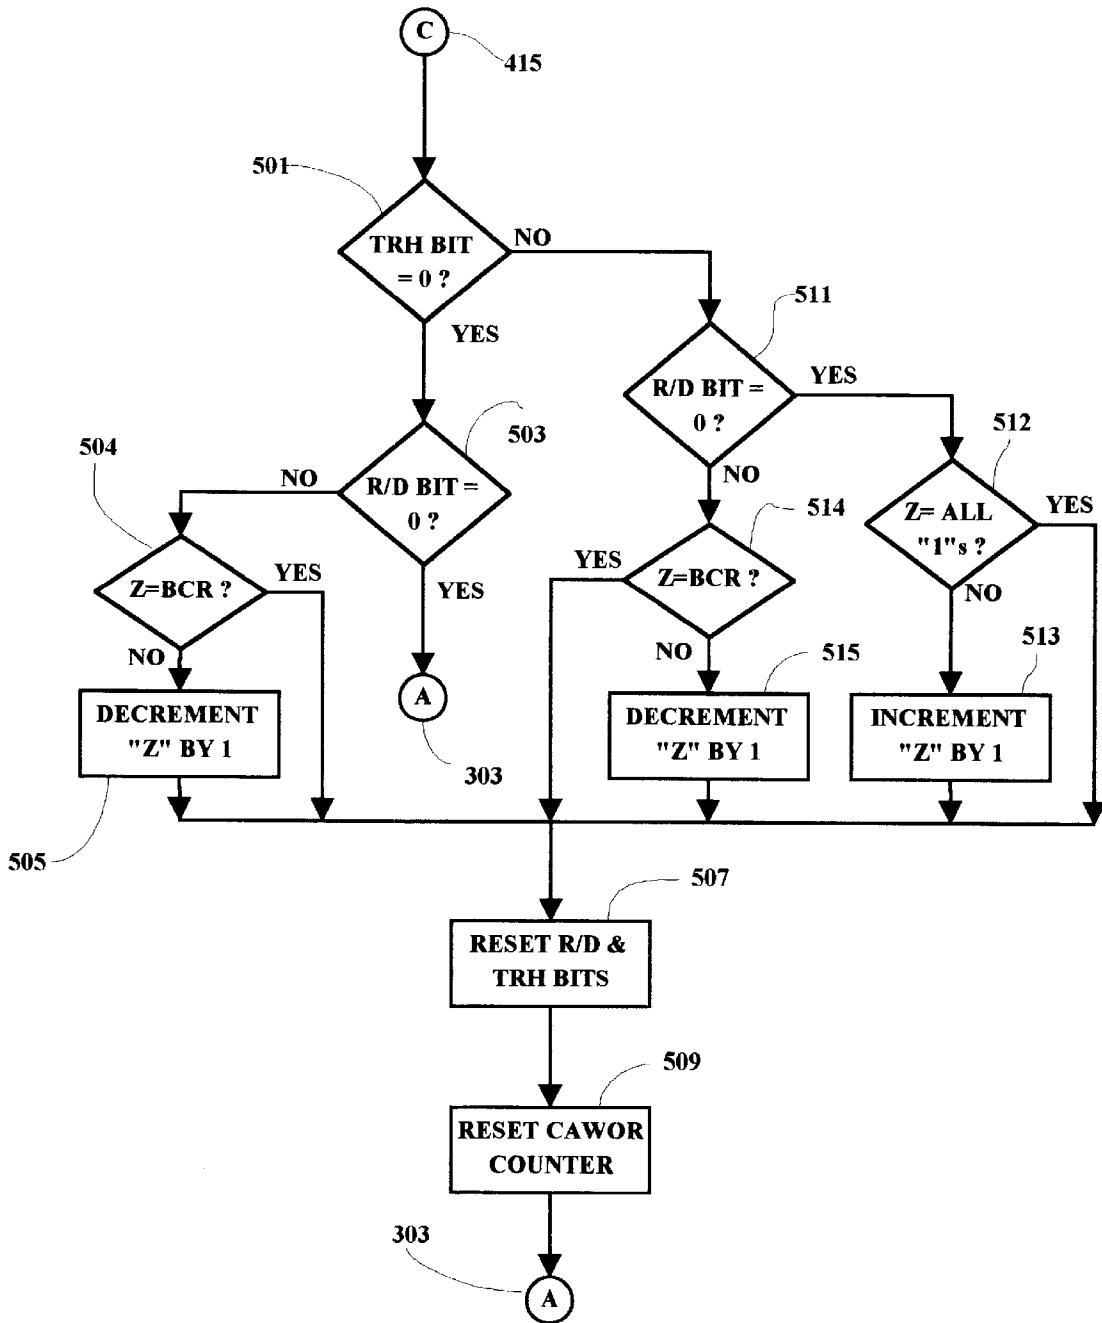 C
415
501
TRH BIT
= 0 ?
NO
YES
511
R/D BIT =
0 ?
YES
NO
503
R/D BIT =
0 ?
NO
YES
504
Z=BCR ?
YES
NO
512
Z= ALL
"1"s ?
YES
NO
514
Z=BCR ?
YES
NO
DECREMENT
"Z" BY 1
505
A
303
515
DECREMENT
"Z" BY 1
513
INCREMENT
"Z" BY 1
507
RESET R/D &
TRH BITS
509
RESET CAWOR
COUNTER
303
A